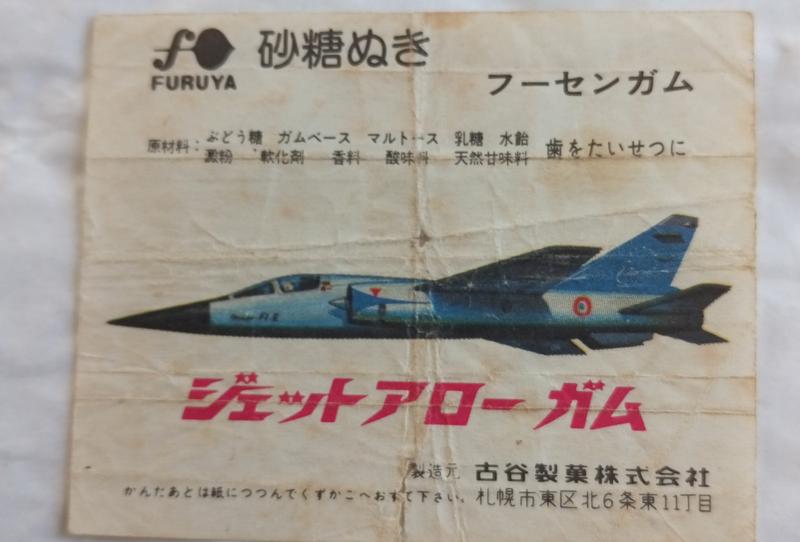 FURUYA
砂糖ぬき
フーセンガム
原材料: ぶどう糖 ガムベース マルトース 乳糖 水飴
澱粉 軟化剤 香料 酸味料 天然甘味料
歯をたいせつに
ジェットアローガム
製造元 古谷製菓株式会社
かんだあとは紙につつんでくずかごへおすて下さい。
札幌市東区北6条東11丁目